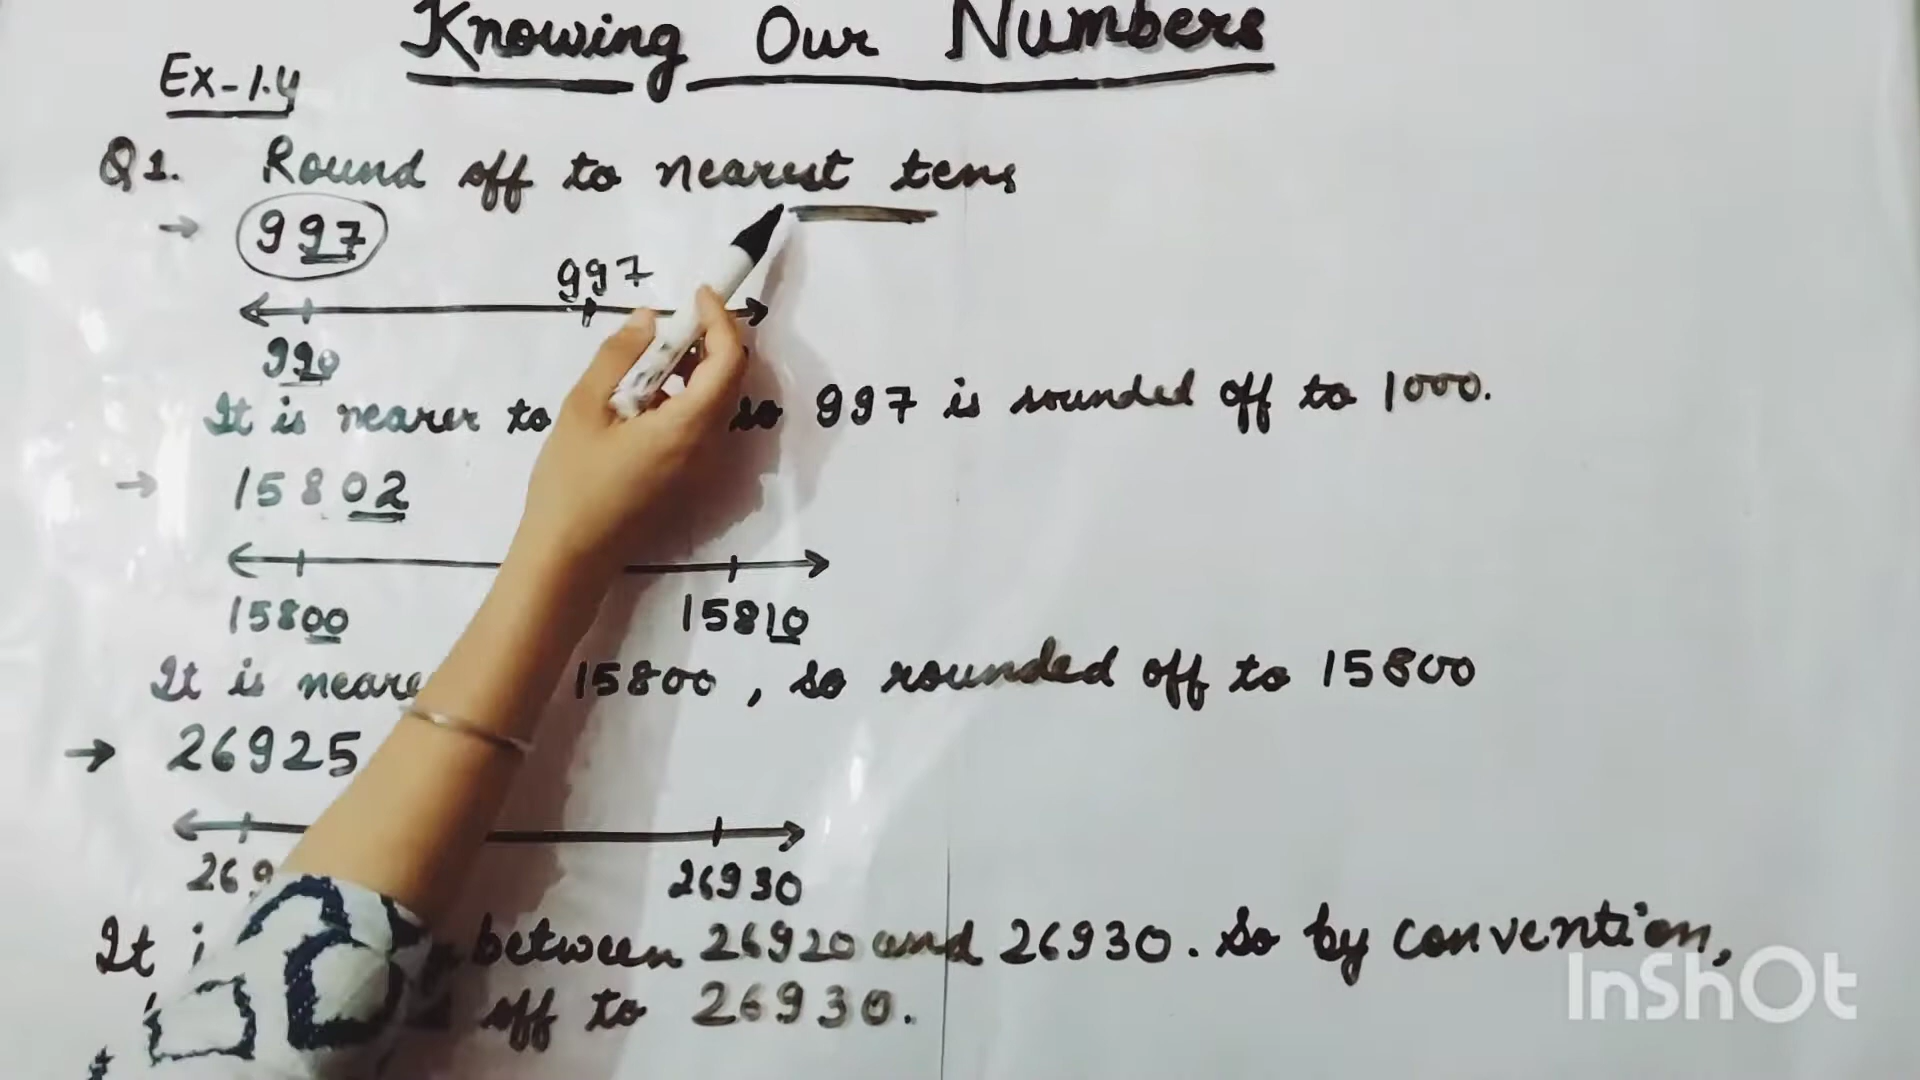 Knowing Our Numbers
Ex-1.4
Q1. Round off to nearest tens
→ 997
997
990
It is nearer to so 997 is rounded off to 1000.
→ 15802
15800 15810
It is 15800, so rounded off to 15800
→ 26925
26930
It between 26920 and 26930. So by convention,
off to 26930.
InShOt